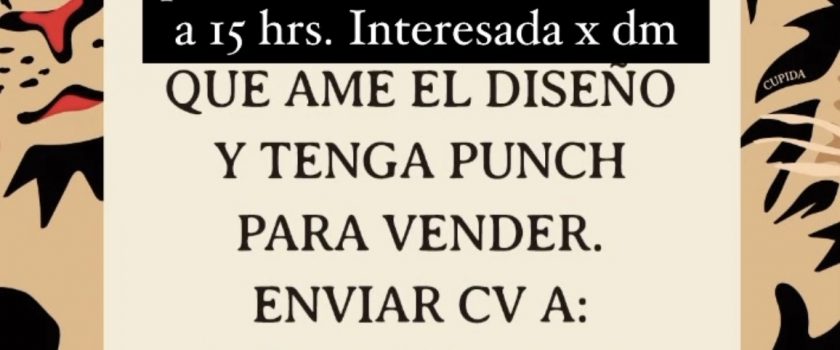 a 15 hrs. Interesada x dm
QUE AME EL DISEÑO
CUPIDA
Y TENGA PUNCH
PARA VENDER.
ENVIAR CV A: